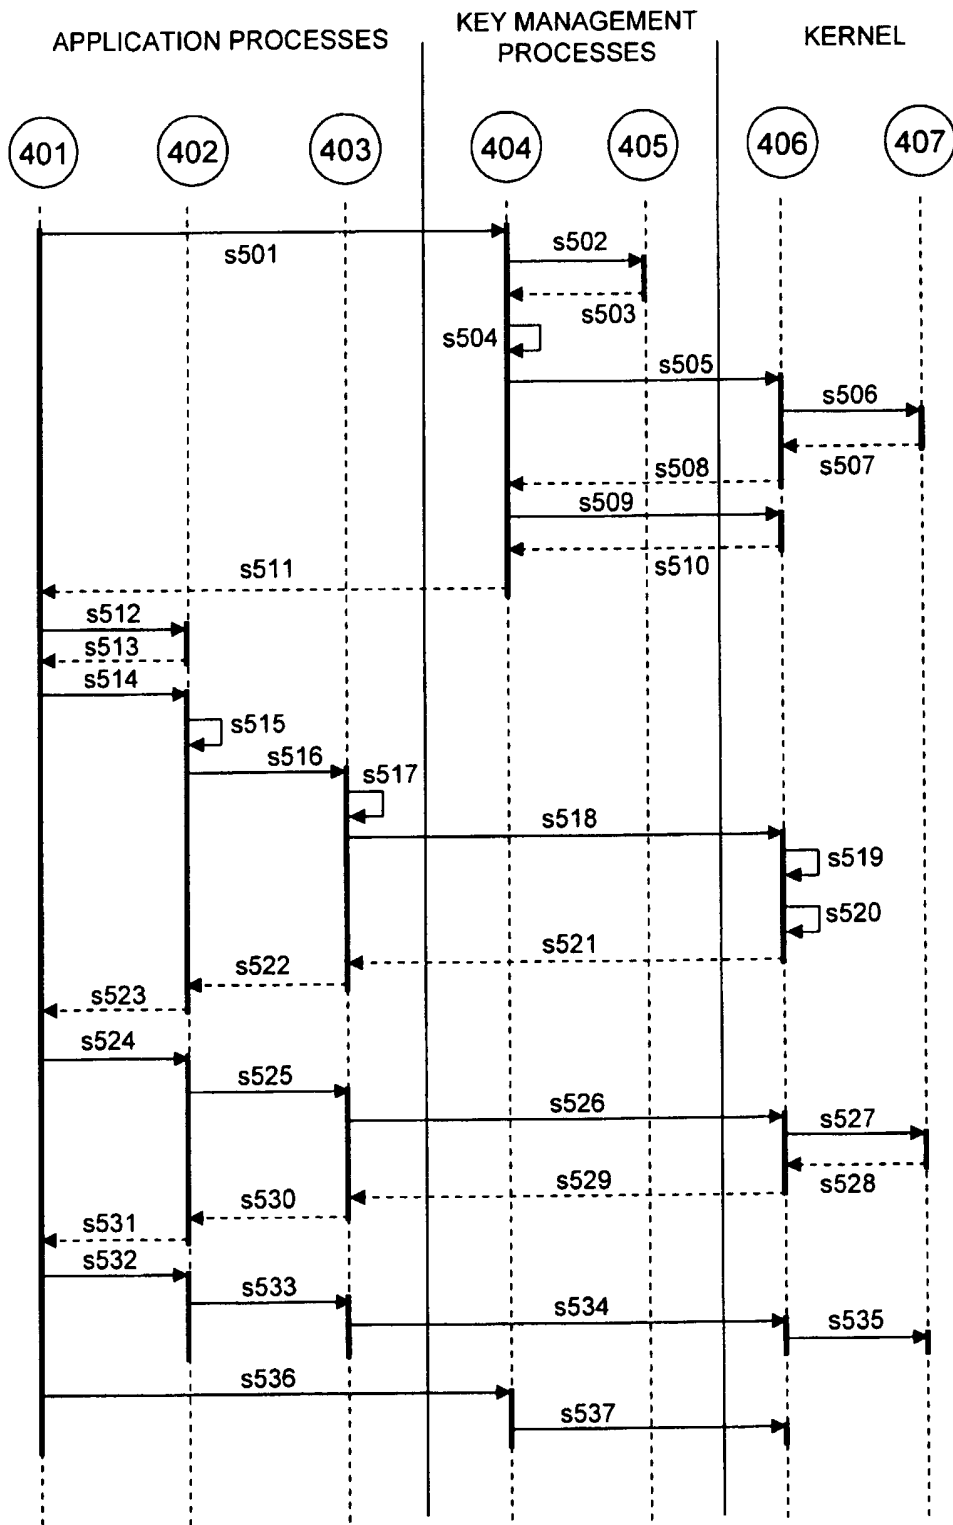 APPLICATION PROCESSES
KEY MANAGEMENT
PROCESSES
KERNEL
401
402
403
404
405
406
407
s501
s502
s503
s504
s505
s506
s507
s508
s509
s510
s511
s512
s513
s514
s515
s516
s517
s518
s519
s520
s521
s522
s523
s524
s525
s526
s527
s528
s529
s530
s531
s532
s533
s534
s535
s536
s537